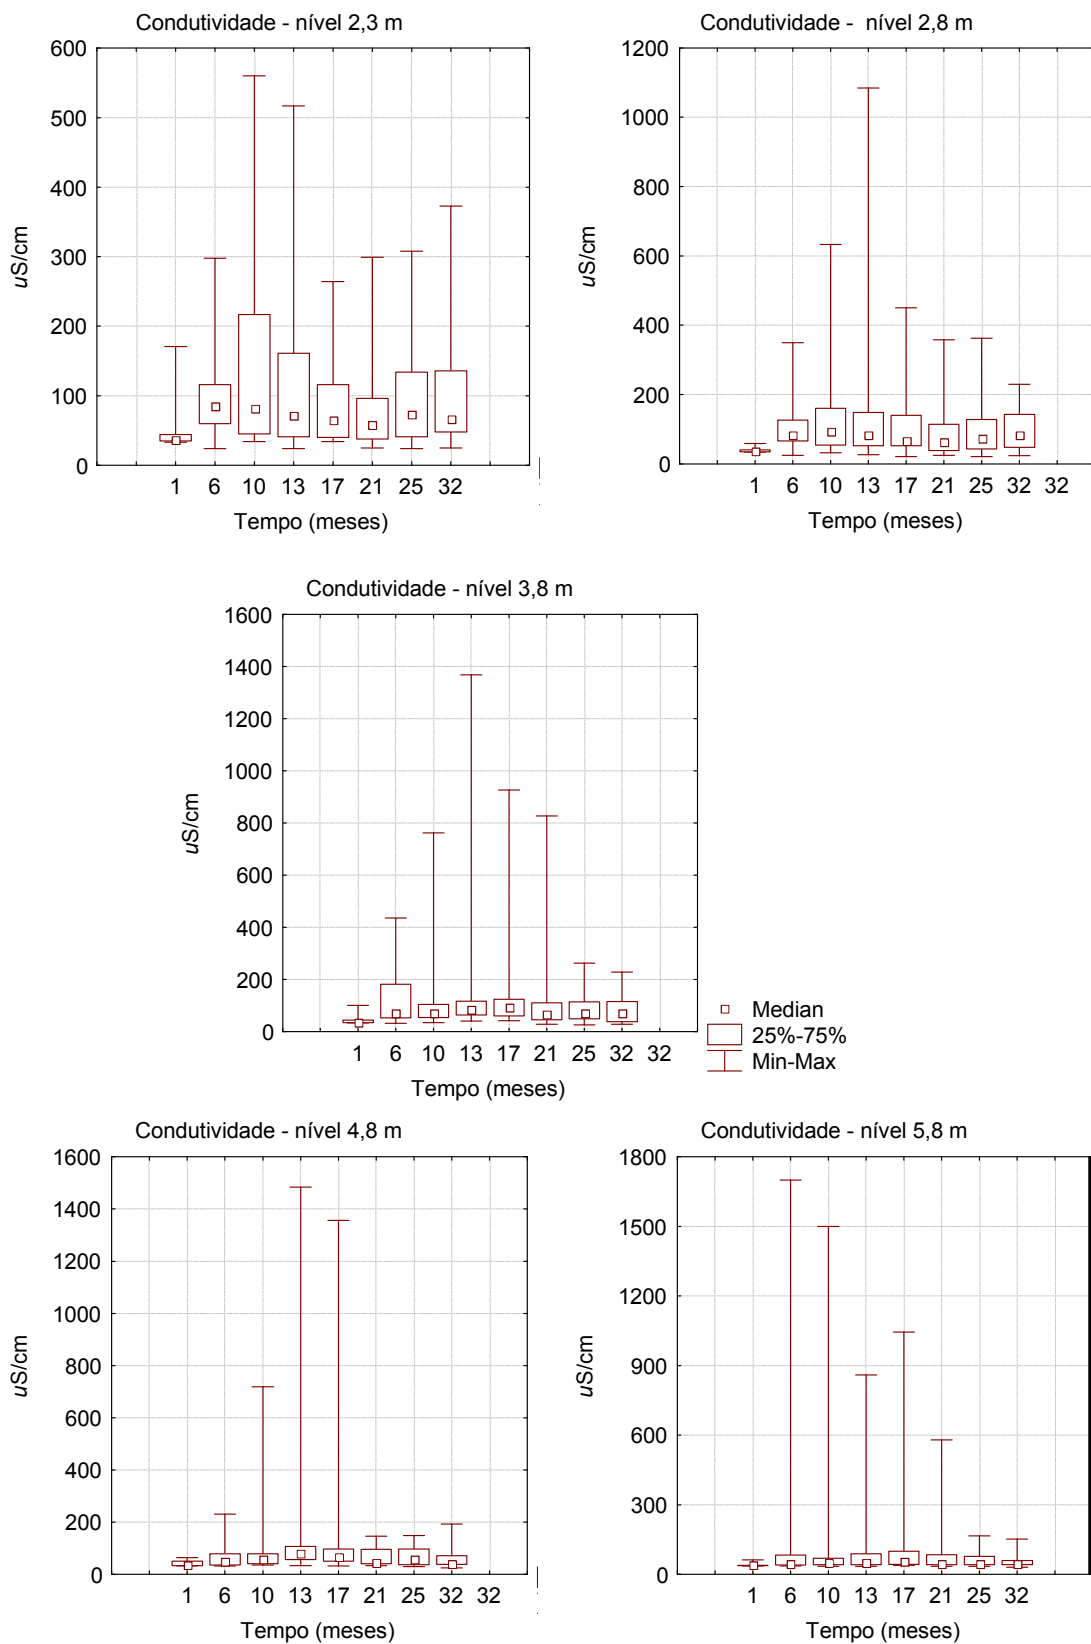 Condutividade - nível 2,3 m
600
500
400
300
200
100
0
uS/cm
1 6 10 13 17 21 25 32
Tempo (meses)
Condutividade - nível 2,8 m
1200
1000
800
600
400
200
0
uS/cm
1 6 10 13 17 21 25 32 32
Tempo (meses)
Condutividade - nível 3,8 m
1600
1400
1200
1000
800
600
400
200
0
uS/cm
1 6 10 13 17 21 25 32 32
Tempo (meses)
Median
25%-75%
Min-Max
Condutividade - nível 4,8 m
1600
1400
1200
1000
800
600
400
200
0
uS/cm
1 6 10 13 17 21 25 32 32
Tempo (meses)
Condutividade - nível 5,8 m
1800
1500
1200
900
600
300
0
uS/cm
1 6 10 13 17 21 25 32
Tempo (meses)